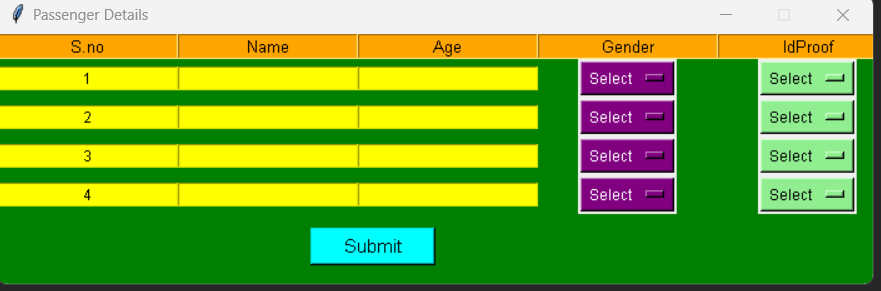 Passenger Details
S.no Name Age Gender IdProof
1 Select Select
2 Select Select
3 Select Select
4 Select Select
Submit